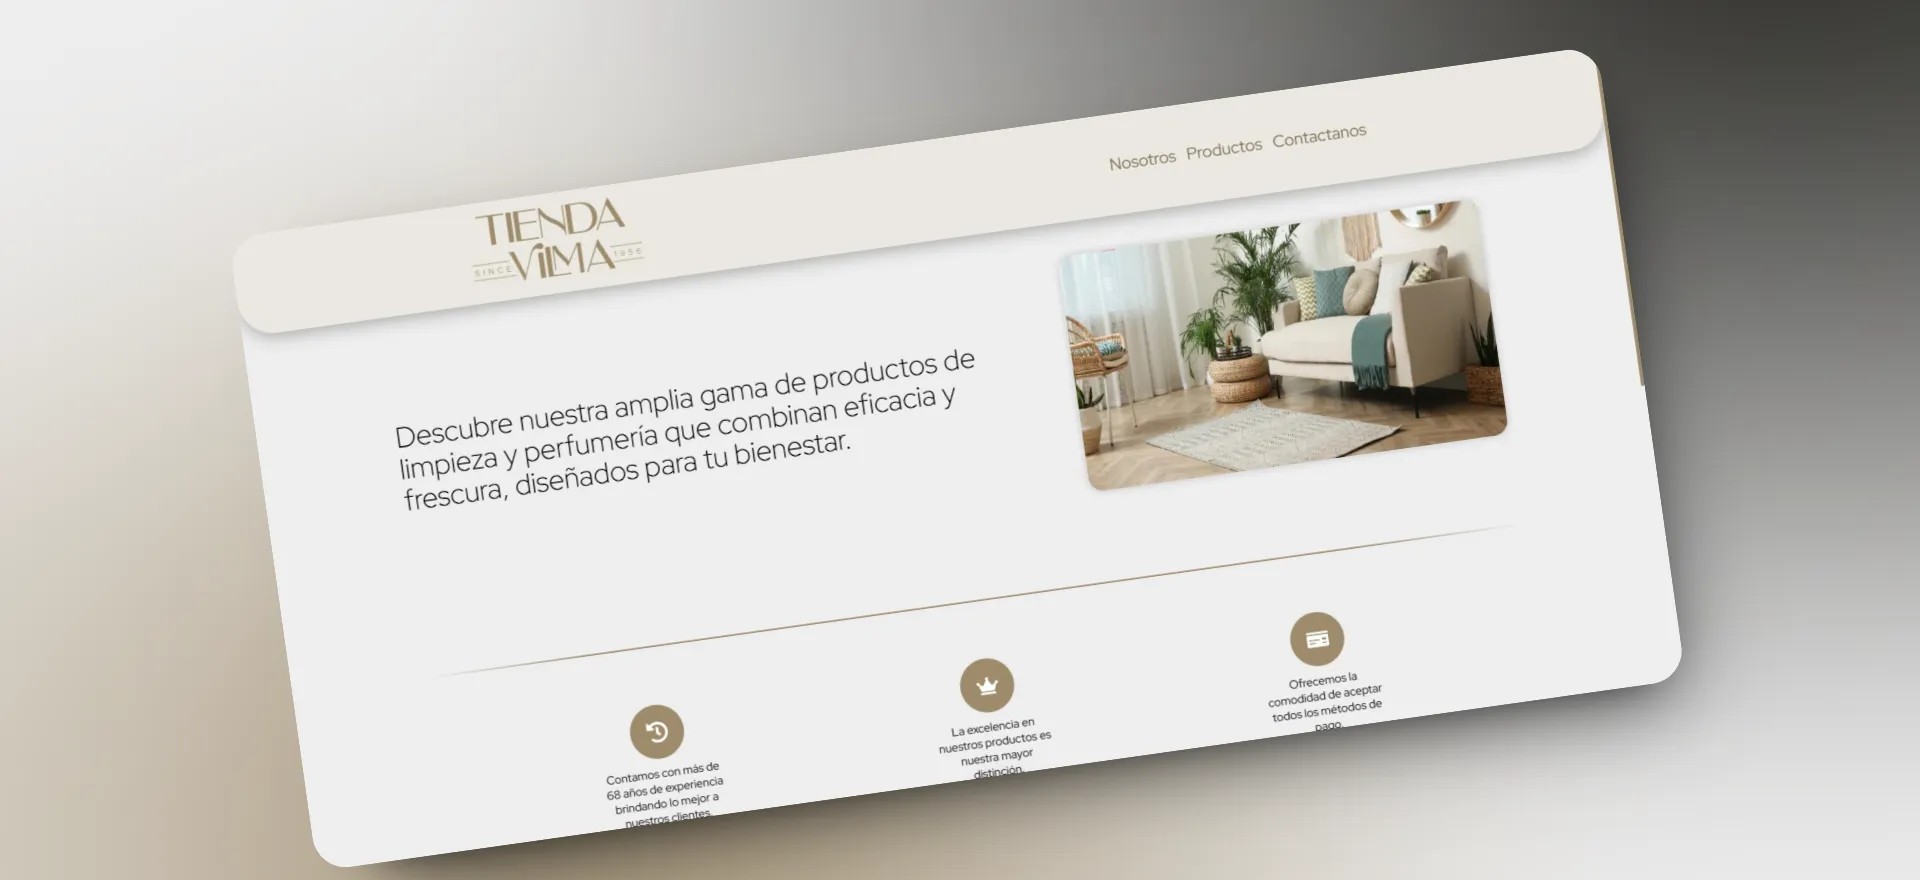 TIENDA
SINCE VILMA 1956
Nosotros Productos Contactanos
Descubre nuestra amplia gama de productos de
limpieza y perfumería que combinan eficacia y
frescura, diseñados para tu bienestar.
Contamos con más de
68 años de experiencia
brindando lo mejor a
nuestros clientes.
La excelencia en
nuestros productos es
nuestra mayor
distinción.
Ofrecemos la
comodidad de aceptar
todos los métodos de
pago.